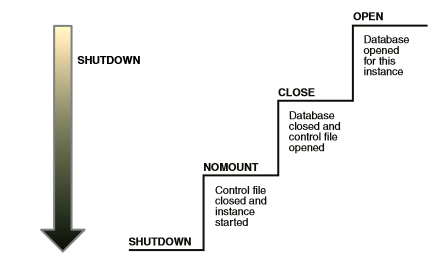 OPEN
Database
opened
for this
instance
SHUTDOWN
CLOSE
Database
closed and
control file
opened
NOMOUNT
Control file
closed and
instance
started
SHUTDOWN